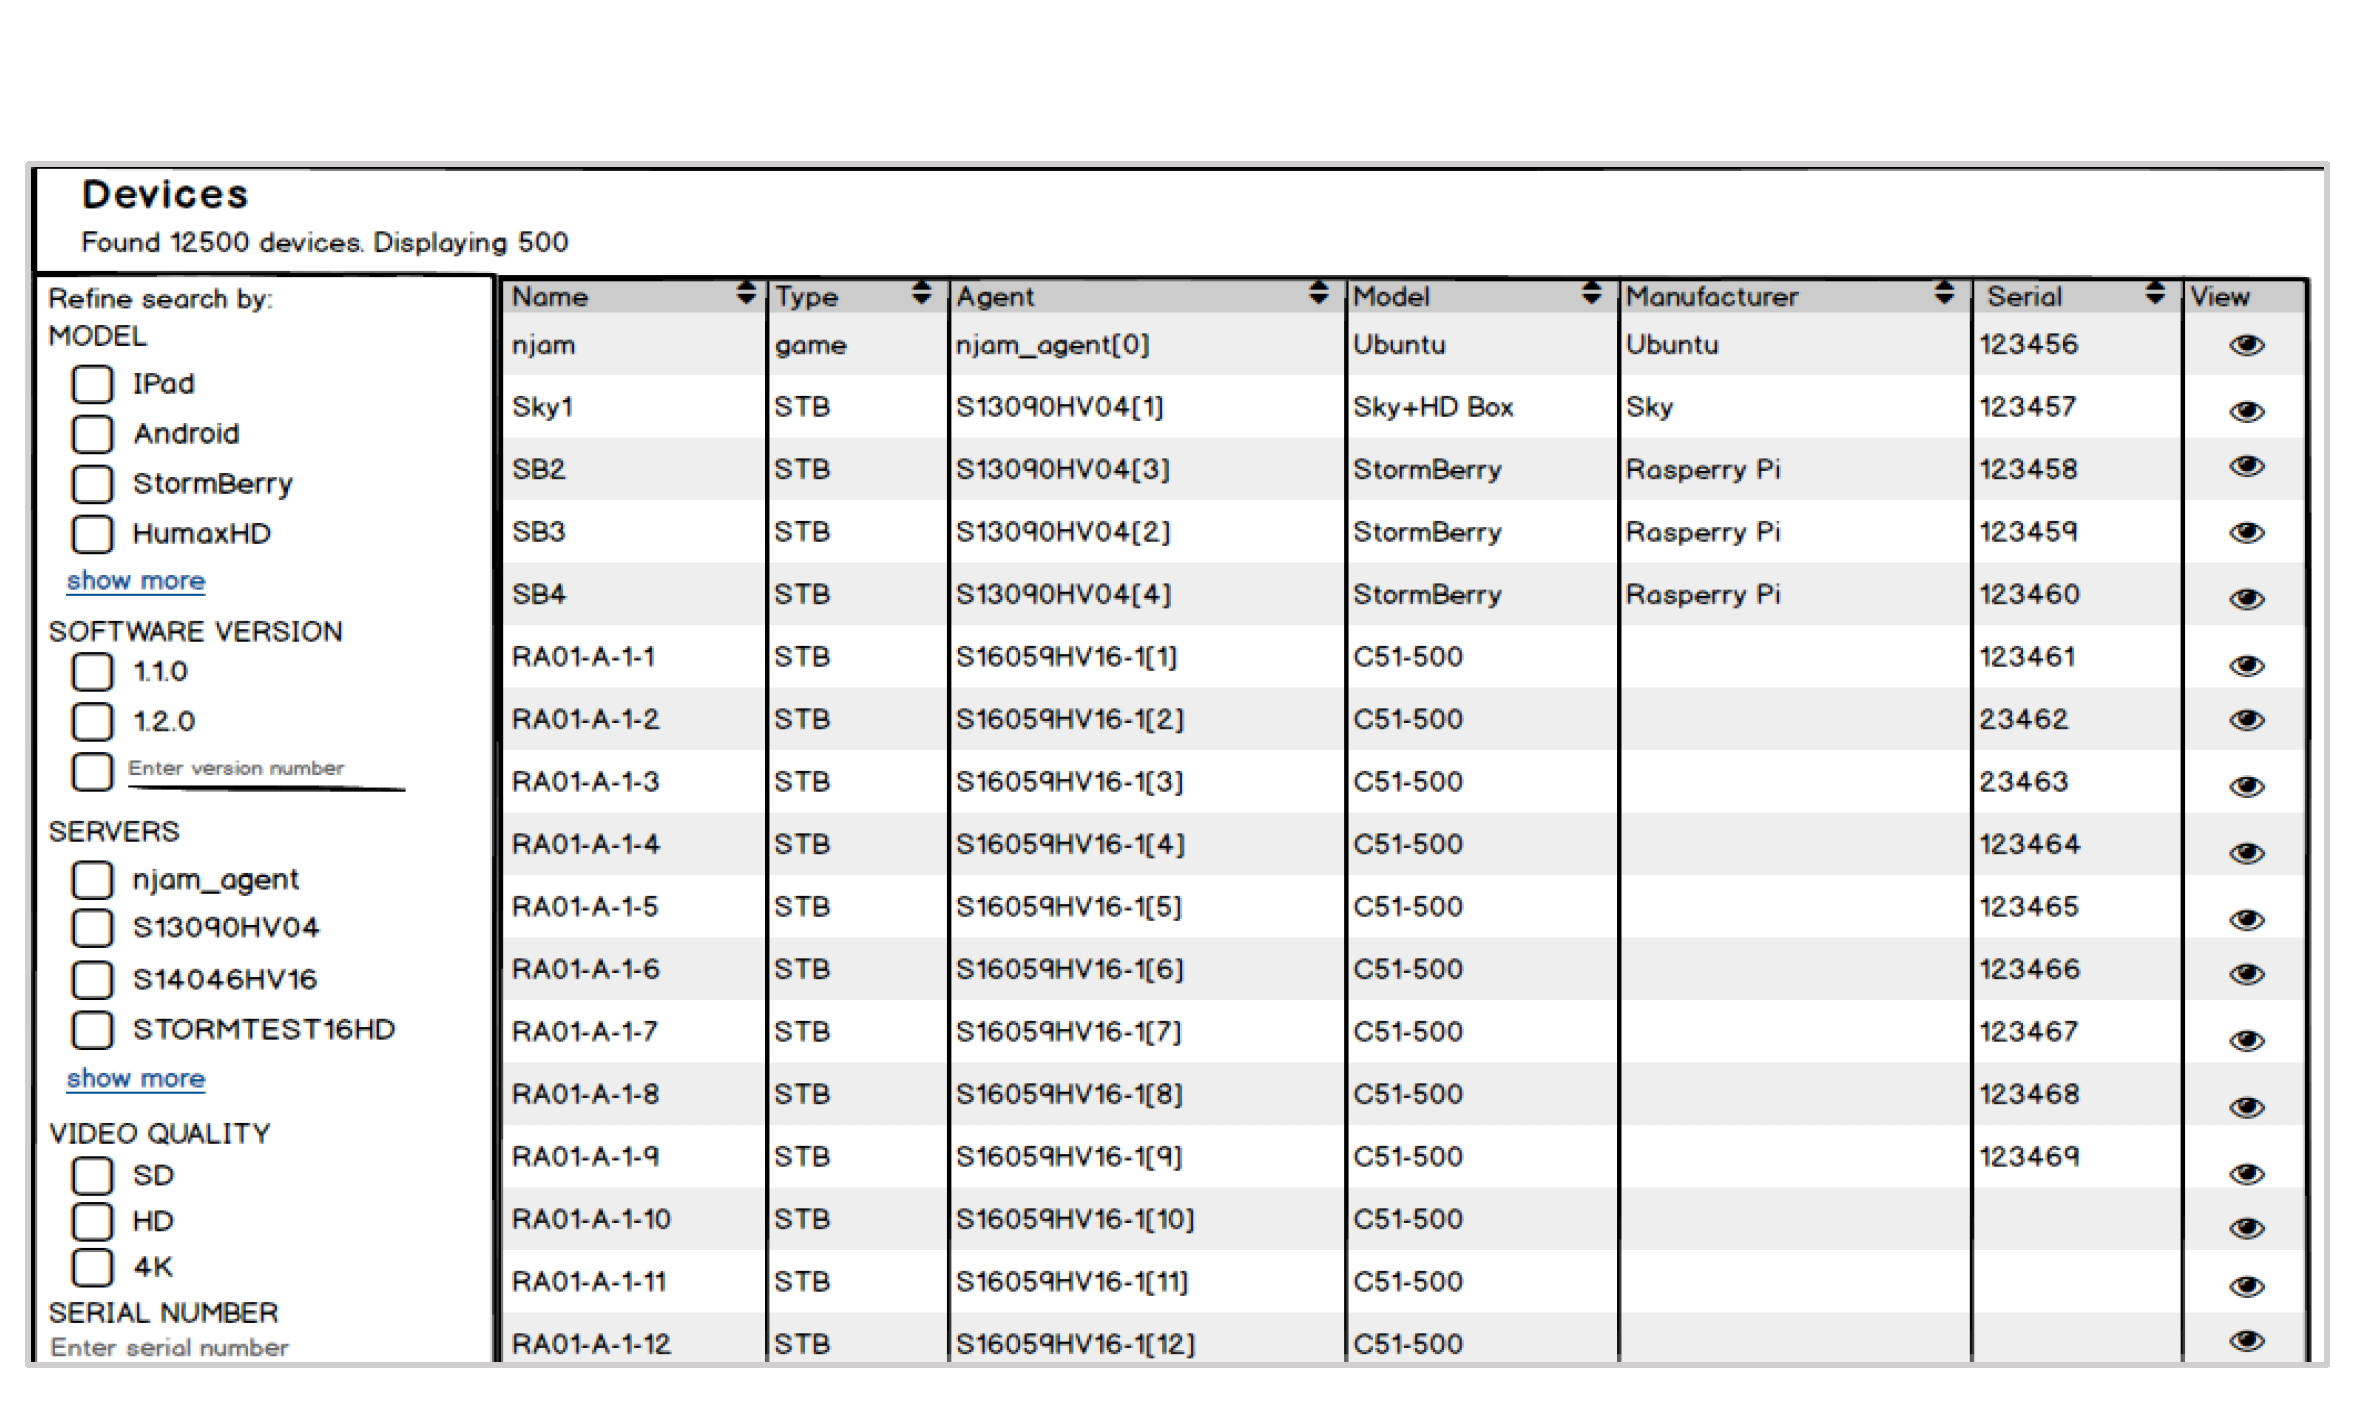 Devices
Found 12500 devices. Displaying 500
Refine search by:
MODEL
IPad
Android
StormBerry
HumaxHD
show more
SOFTWARE VERSION
1.1.0
1.2.0
Enter version number
SERVERS
njam_agent
S13090HV04
S14046HV16
STORMTEST16HD
show more
VIDEO QUALITY
SD
HD
4K
SERIAL NUMBER
Enter serial number
Name Type Agent Model Manufacturer Serial View
njam game njam_agent[0] Ubuntu Ubuntu 123456
Sky1 STB S13090HV04[1] Sky+HD Box Sky 123457
SB2 STB S13090HV04[3] StormBerry Rasperry Pi 123458
SB3 STB S13090HV04[2] StormBerry Rasperry Pi 123459
SB4 STB S13090HV04[4] StormBerry Rasperry Pi 123460
RA01-A-1-1 STB S16059HV16-1[1] C51-500 123461
RA01-A-1-2 STB S16059HV16-1[2] C51-500 23462
RA01-A-1-3 STB S16059HV16-1[3] C51-500 23463
RA01-A-1-4 STB S16059HV16-1[4] C51-500 123464
RA01-A-1-5 STB S16059HV16-1[5] C51-500 123465
RA01-A-1-6 STB S16059HV16-1[6] C51-500 123466
RA01-A-1-7 STB S16059HV16-1[7] C51-500 123467
RA01-A-1-8 STB S16059HV16-1[8] C51-500 123468
RA01-A-1-9 STB S16059HV16-1[9] C51-500 123469
RA01-A-1-10 STB S16059HV16-1[10] C51-500
RA01-A-1-11 STB S16059HV16-1[11] C51-500
RA01-A-1-12 STB S16059HV16-1[12] C51-500